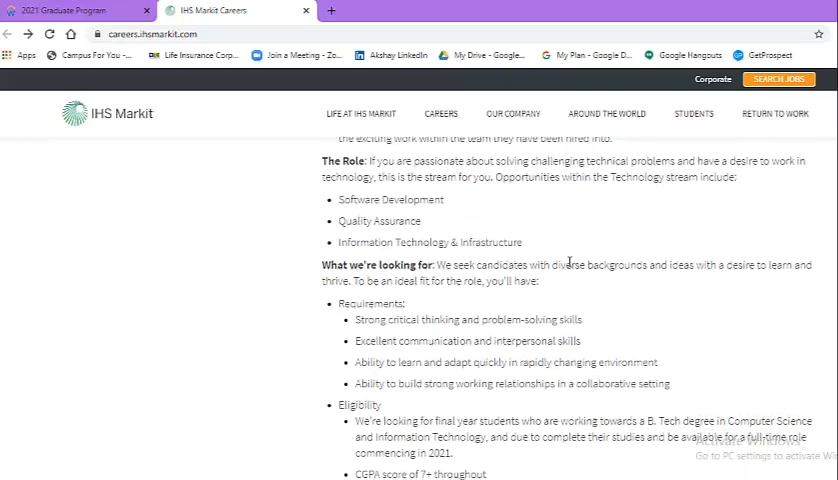 2021 Graduate Program
IHS Markit Careers
careers.ihsmarkit.com
Apps
Campus For You -...
Life Insurance Corp...
Join a Meeting - Zo...
Akshay LinkedIn
My Drive - Google...
My Plan - Google D...
Google Hangouts
GetProspect
Corporate
SEARCH JOBS
IHS Markit
LIFE AT IHS MARKIT
CAREERS
OUR COMPANY
AROUND THE WORLD
STUDENTS
RETURN TO WORK
the exciting work within the team they have been hired into.
The Role: If you are passionate about solving challenging technical problems and have a desire to work in
technology, this is the stream for you. Opportunities within the Technology stream include:
• Software Development
• Quality Assurance
• Information Technology & Infrastructure
What we're looking for: We seek candidates with diverse backgrounds and ideas with a desire to learn and
thrive. To be an ideal fit for the role, you'll have:
• Requirements:
• Strong critical thinking and problem-solving skills
• Excellent communication and interpersonal skills
• Ability to learn and adapt quickly in rapidly changing environment
• Ability to build strong working relationships in a collaborative setting
• Eligibility
• We're looking for final year students who are working towards a B. Tech degree in Computer Science
and Information Technology, and due to complete their studies and be available for a full-time role
commencing in 2021.
• CGPA score of 7+ throughout
Activate Windows
Go to PC settings to activate Win